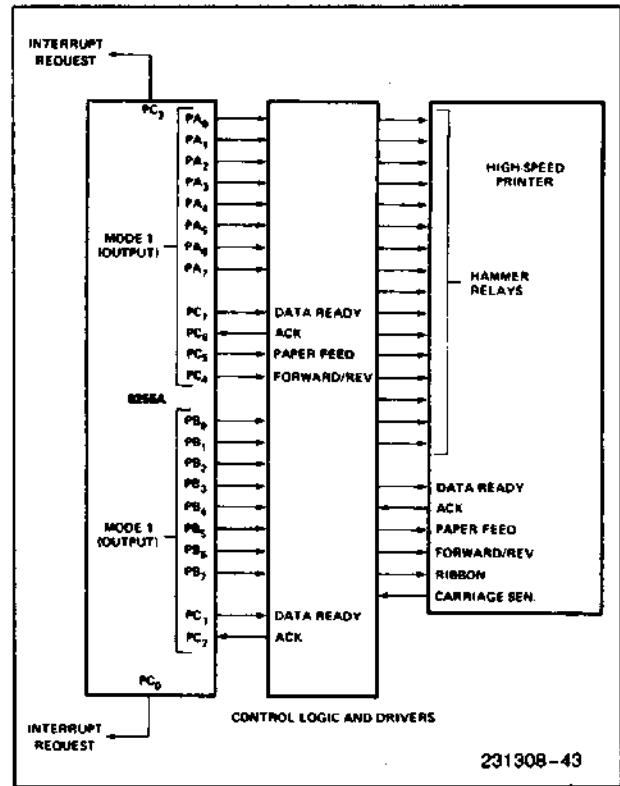 INTERRUPT
REQUEST
PC3
PA0
PA1
PA2
PA3
PA4
PA5
PA6
PA7
MODE 1
(OUTPUT)
PC7
PC6
PC5
PC4
8255A
PB0
PB1
PB2
PB3
PB4
PB5
PB6
PB7
MODE 1
(OUTPUT)
PC1
PC2
PC0
INTERRUPT
REQUEST
DATA READY
ACK
PAPER FEED
FORWARD/REV
DATA READY
ACK
CONTROL LOGIC AND DRIVERS
HIGH-SPEED
PRINTER
HAMMER
RELAYS
DATA READY
ACK
PAPER FEED
FORWARD/REV
RIBBON
CARRIAGE SEN.
231308-43